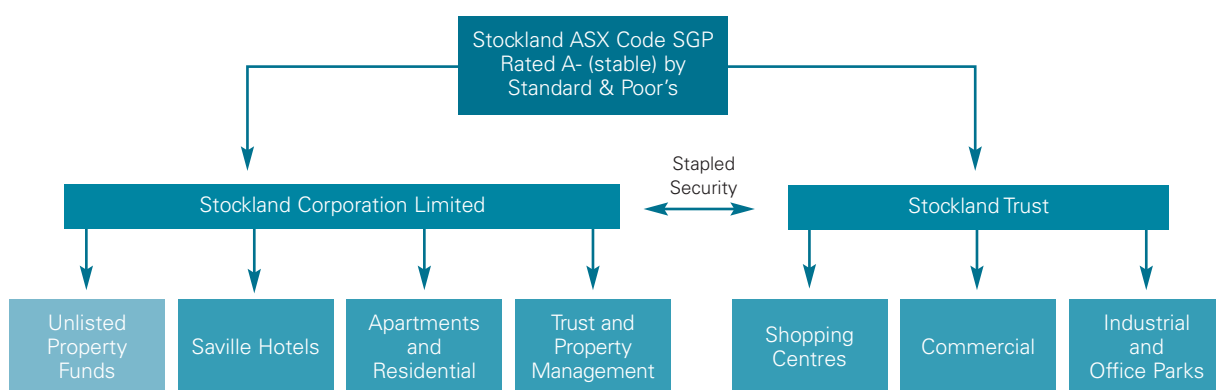 Stockland ASX Code SGP
Rated A- (stable) by
Standard & Poor's
Stapled
Security
Stockland Corporation Limited
Stockland Trust
Unlisted
Property
Funds
Saville Hotels
Apartments
and
Residential
Trust and
Property
Management
Shopping
Centres
Commercial
Industrial
and
Office Parks